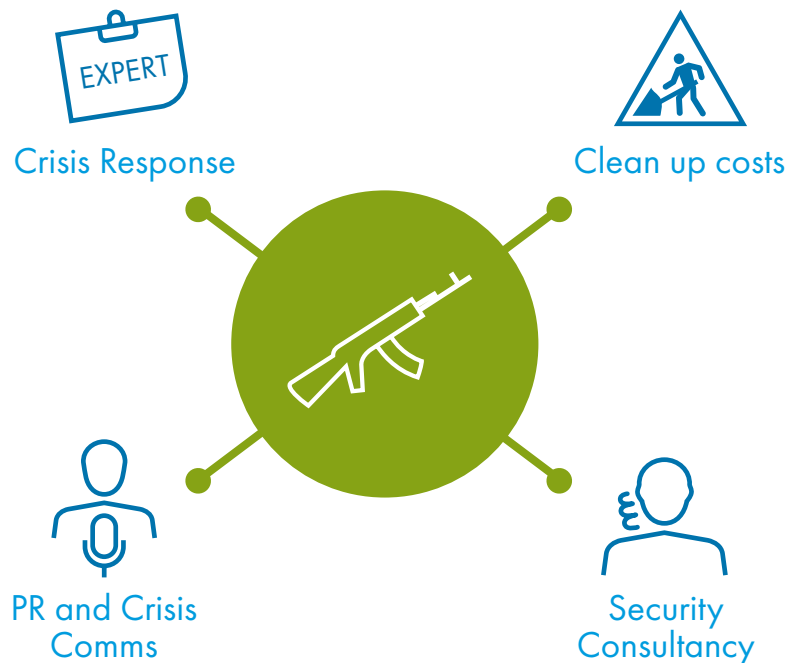 EXPERT
Crisis Response
Clean up costs
PR and Crisis
Comms
Security
Consultancy